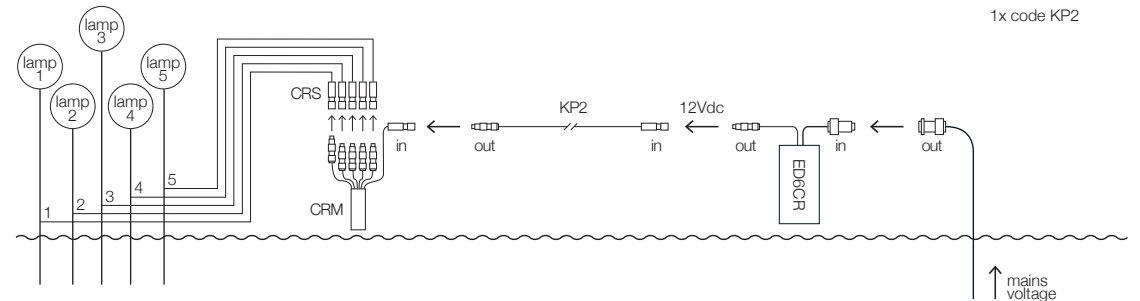 1x code KP2
lamp
1
lamp
2
lamp
3
lamp
4
lamp
5
1
2
3
4
5
CRS
CRM
in
out
KP2
in
12Vdc
out
ED6CR
in
out
mains
voltage